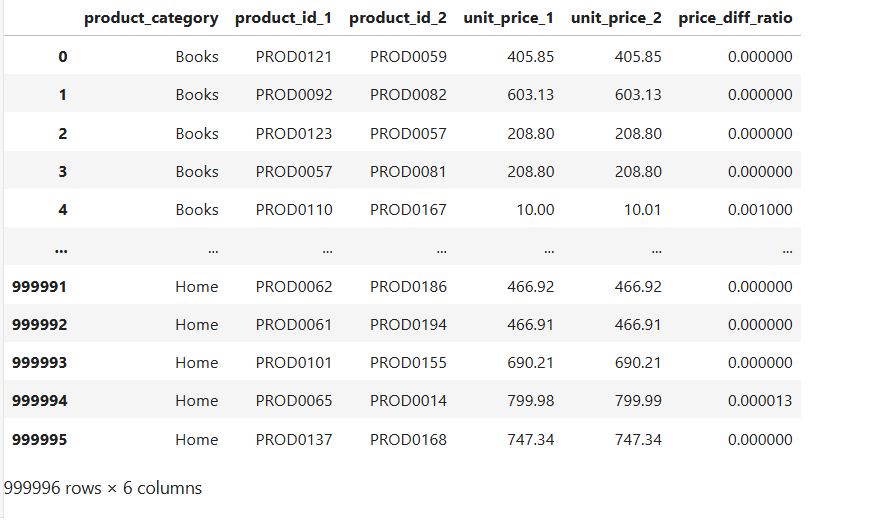 product_category product_id_1 product_id_2 unit_price_1 unit_price_2 price_diff_ratio
0 Books PROD0121 PROD0059 405.85 405.85 0.000000
1 Books PROD0092 PROD0082 603.13 603.13 0.000000
2 Books PROD0123 PROD0057 208.80 208.80 0.000000
3 Books PROD0057 PROD0081 208.80 208.80 0.000000
4 Books PROD0110 PROD0167 10.00 10.01 0.001000
... ... ... ... ... ... ...
999991 Home PROD0062 PROD0186 466.92 466.92 0.000000
999992 Home PROD0061 PROD0194 466.91 466.91 0.000000
999993 Home PROD0101 PROD0155 690.21 690.21 0.000000
999994 Home PROD0065 PROD0014 799.98 799.99 0.000013
999995 Home PROD0137 PROD0168 747.34 747.34 0.000000
999996 rows × 6 columns